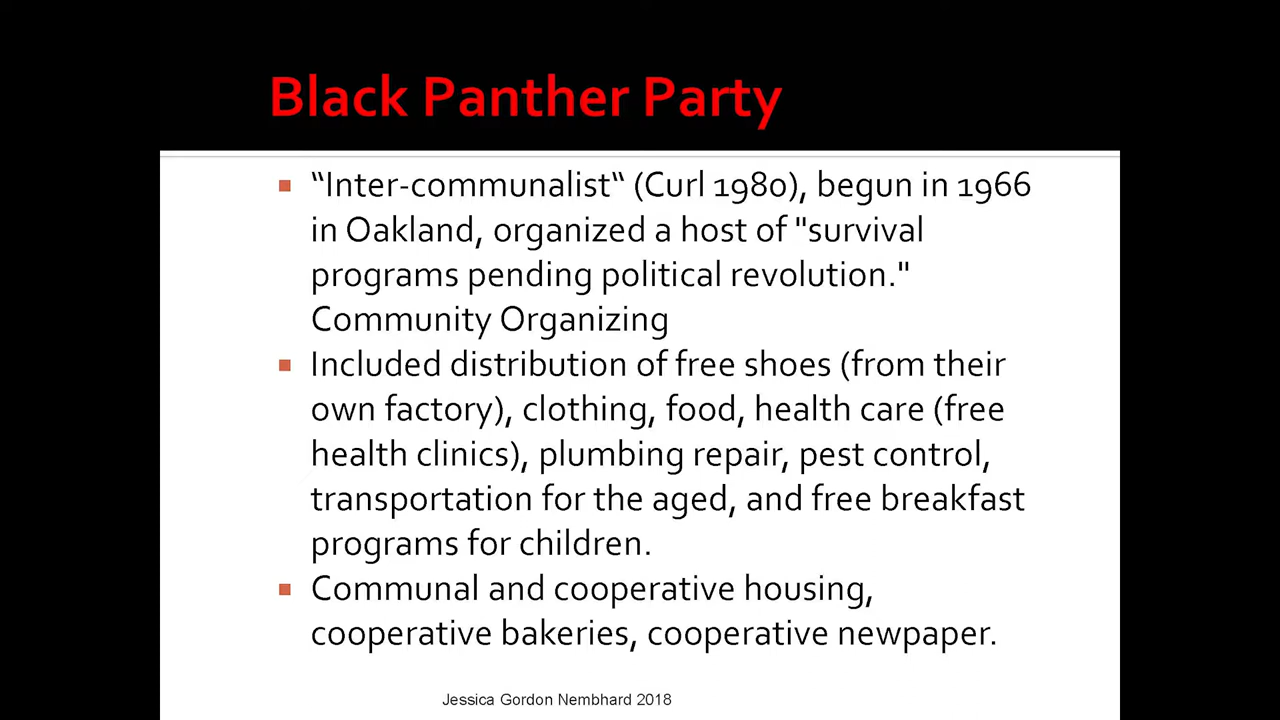 Black Panther Party
“Inter-communalist“ (Curl 1980), begun in 1966
in Oakland, organized a host of "survival
programs pending political revolution."
Community Organizing
Included distribution of free shoes (from their
own factory), clothing, food, health care (free
health clinics), plumbing repair, pest control,
transportation for the aged, and free breakfast
programs for children.
Communal and cooperative housing,
cooperative bakeries, cooperative newpaper.
Jessica Gordon Nembhard 2018